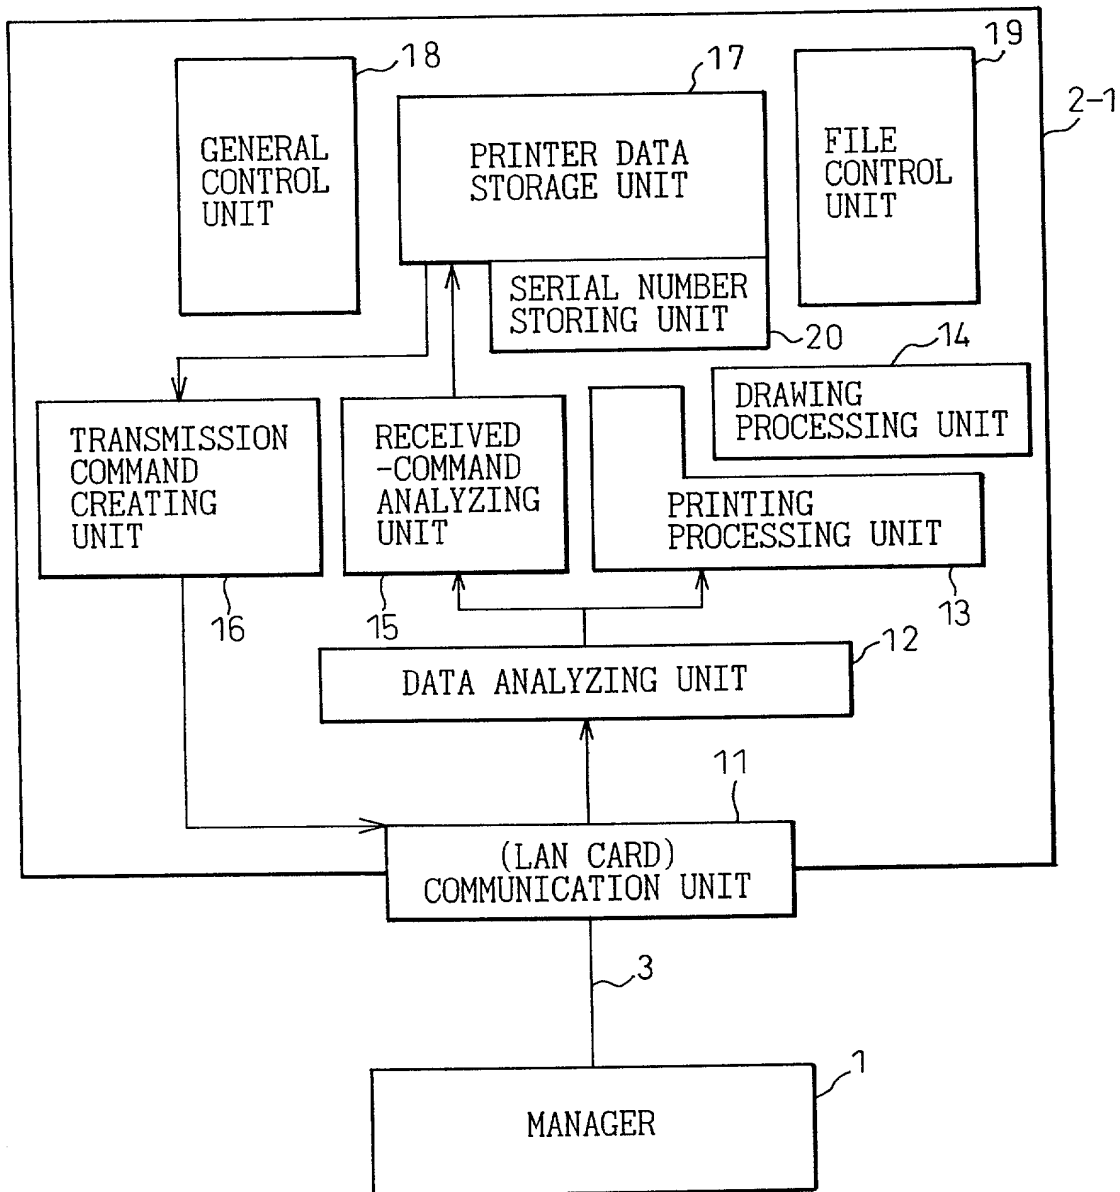 18
17
19
2-1
GENERAL
CONTROL
UNIT
PRINTER DATA
STORAGE UNIT
FILE
CONTROL
UNIT
SERIAL NUMBER
STORING UNIT
20
14
DRAWING
PROCESSING UNIT
TRANSMISSION
COMMAND
CREATING
UNIT
RECEIVED
-COMMAND
ANALYZING
UNIT
PRINTING
PROCESSING UNIT
16
15
13
12
DATA ANALYZING UNIT
11
(LAN CARD)
COMMUNICATION UNIT
3
1
MANAGER